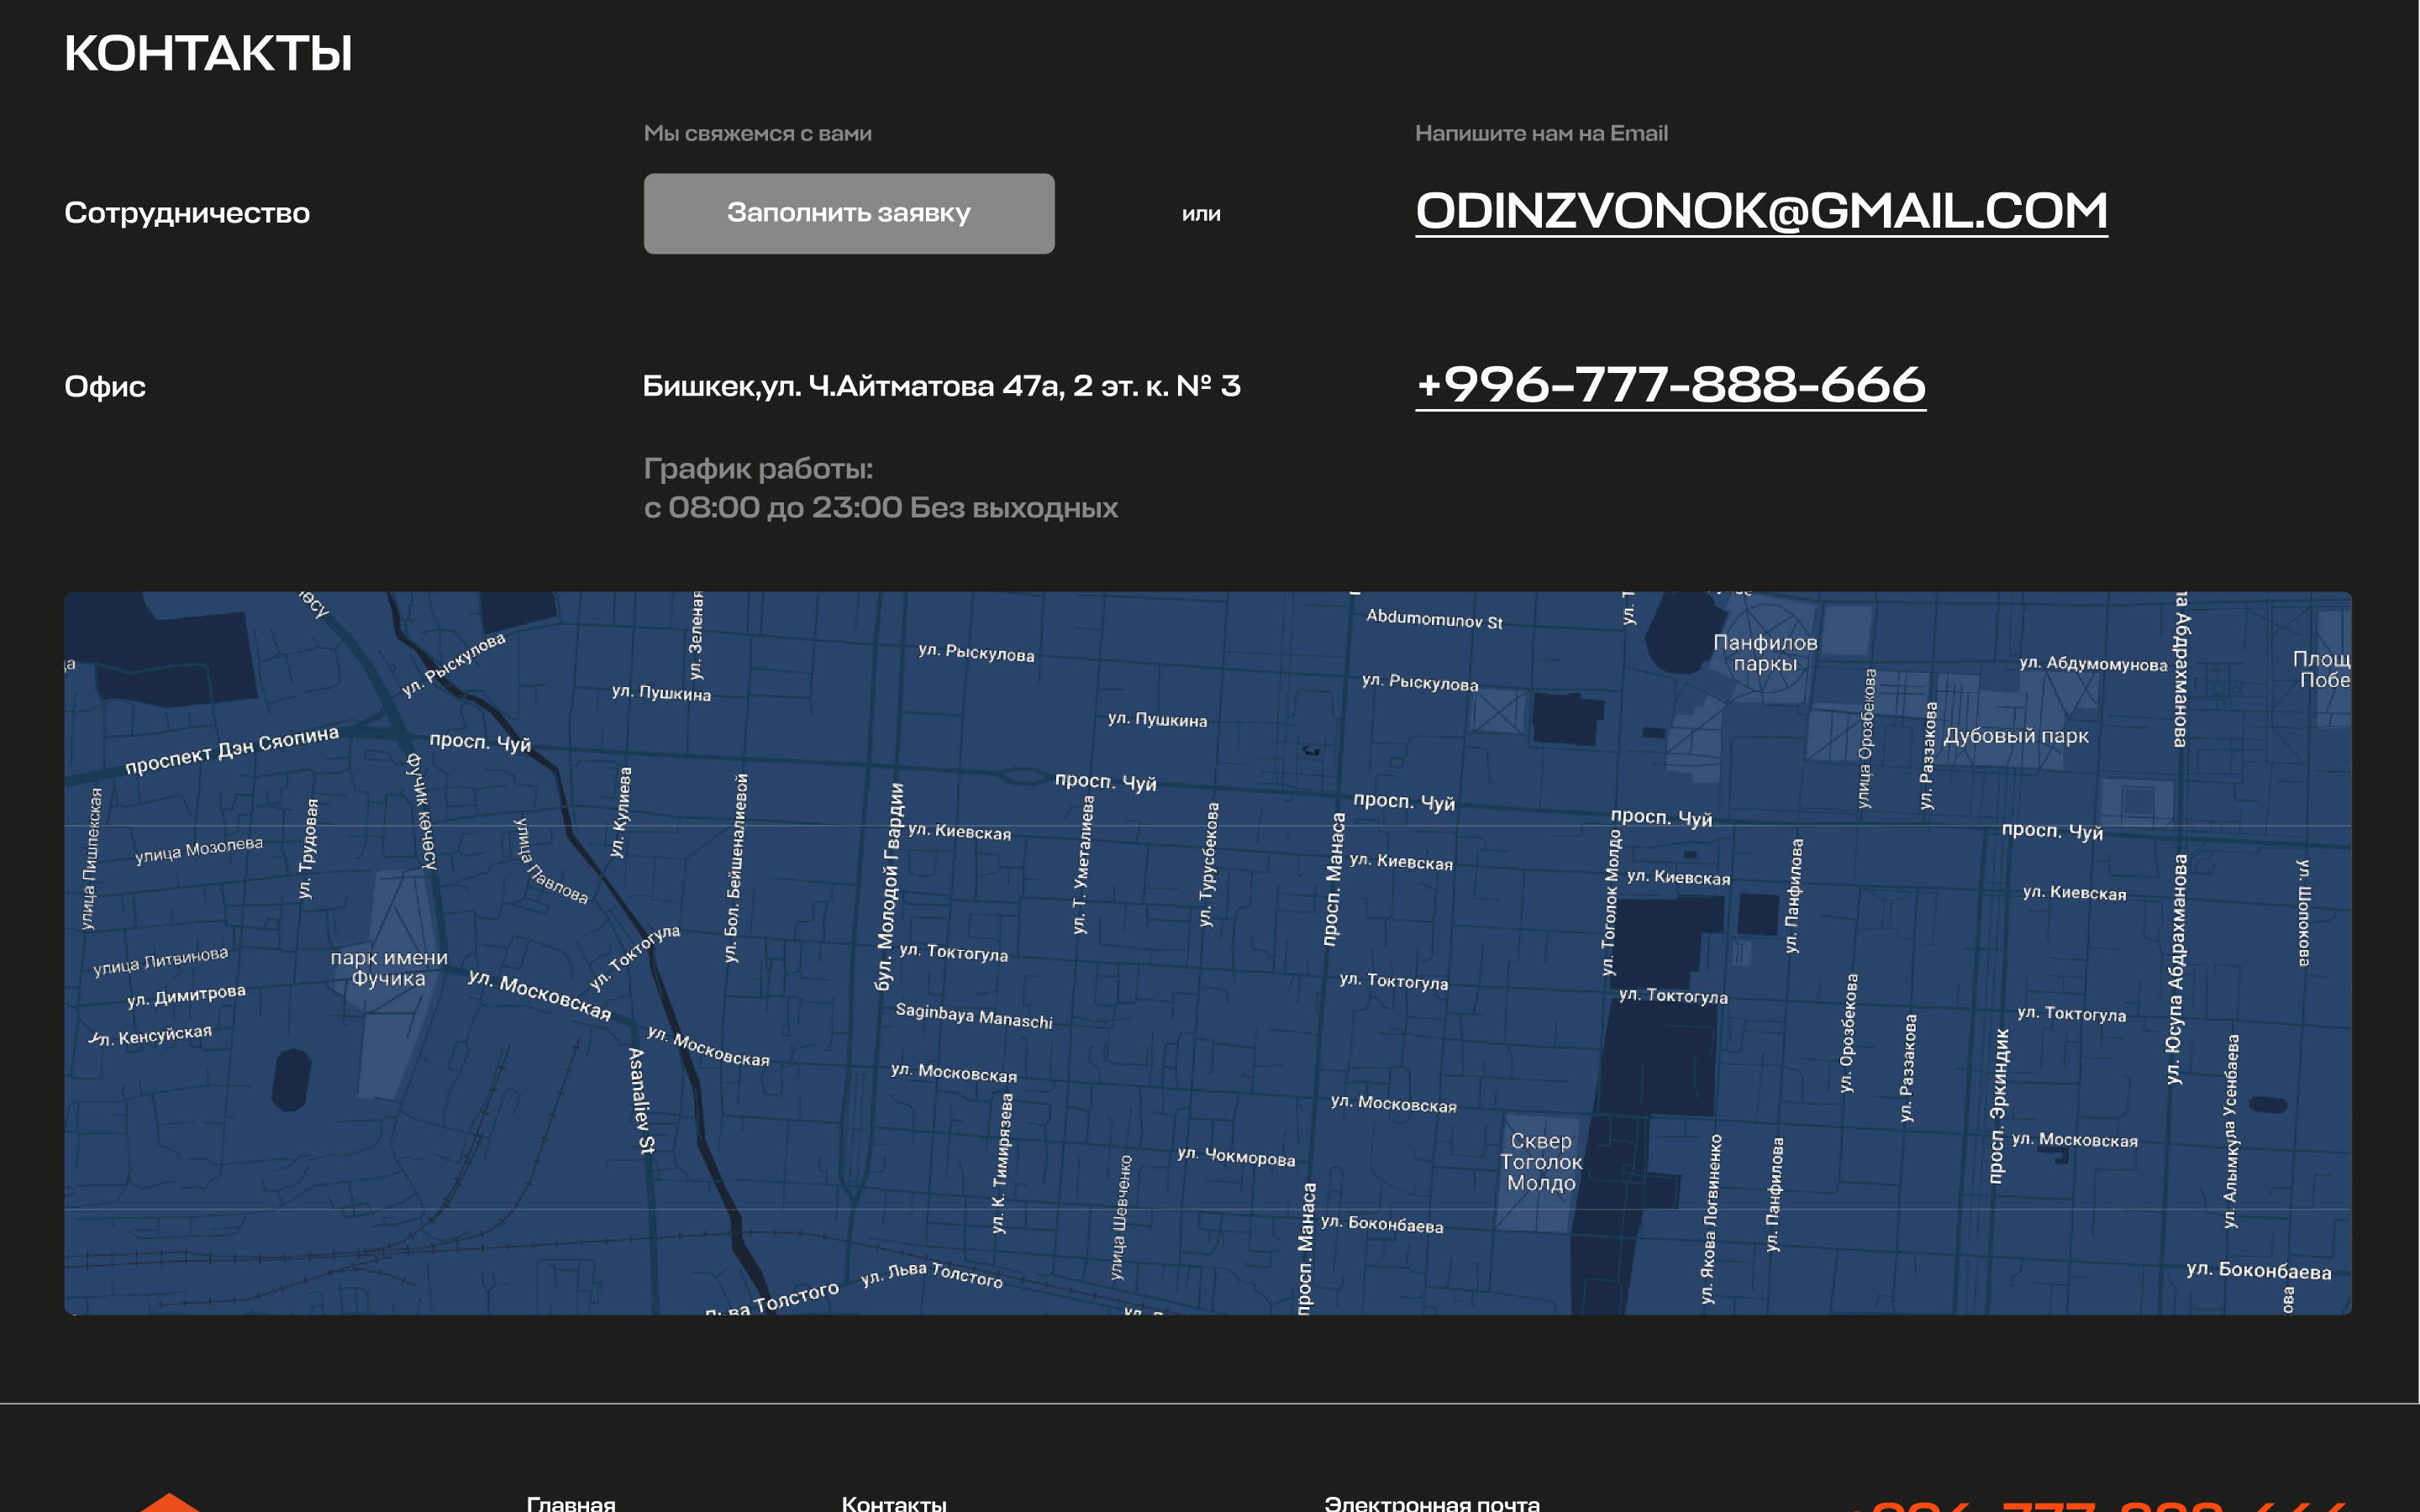 КОНТАКТЫ
Мы свяжемся с вами
Напишите нам на Email
Сотрудничество
Заполнить заявку
или
ODINZVONOK@GMAIL.COM
Офис
Бишкек,ул. Ч.Айтматова 47а, 2 эт. к. № 3
+996-777-888-666
График работы:
с 08:00 до 23:00 Без выходных
ул. Зеленая
Abdumomunov St
Панфилов
паркы
ул. Рыскулова
ул. Рыскулова
ул. Рыскулова
ул. Абдумомунова
ул. Пушкина
ул. Пушкина
улица Орозбекова
ул. Раззакова
Дубовый парк
проспект Дэн Сяопина
просп. Чуй
просп. Чуй
просп. Чуй
просп. Чуй
просп. Чуй
Фучик көчөсү
улица Пишпекская
улица Мозолева
ул. Трудовая
улица Павлова
ул. Кулиева
ул. Бол. Бейшеналиевой
бул. Молодой Гвардии
ул. Киевская
ул. Т. Уметалиева
ул. Турусбекова
просп. Манаса
ул. Киевская
ул. Тоголок Молдо
ул. Киевская
ул. Панфилова
ул. Киевская
ул. Юсупа Абдрахманова
ул. Шопокова
улица Литвинова
парк имени
Фучика
ул. Токтогула
ул. Токтогула
ул. Токтогула
ул. Токтогула
ул. Токтогула
ул. Димитрова
ул. Кенсуйская
ул. Московская
ул. Московская
Saginbaya Manaschi
ул. Орозбекова
ул. Раззакова
просп. Эркиндик
Asanaliev St
ул. Московская
ул. Московская
ул. Московская
ул. К. Тимирязева
улица Шевченко
ул. Чокморова
Сквер
Тоголок
Молдо
ул. Якова Логвиненко
ул. Панфилова
ул. Алымкула Усенбаева
просп. Манаса
ул. Боконбаева
ул. Боконбаева
Льва Толстого
ул. Льва Толстого
Главная
Контакты
Электронная почта